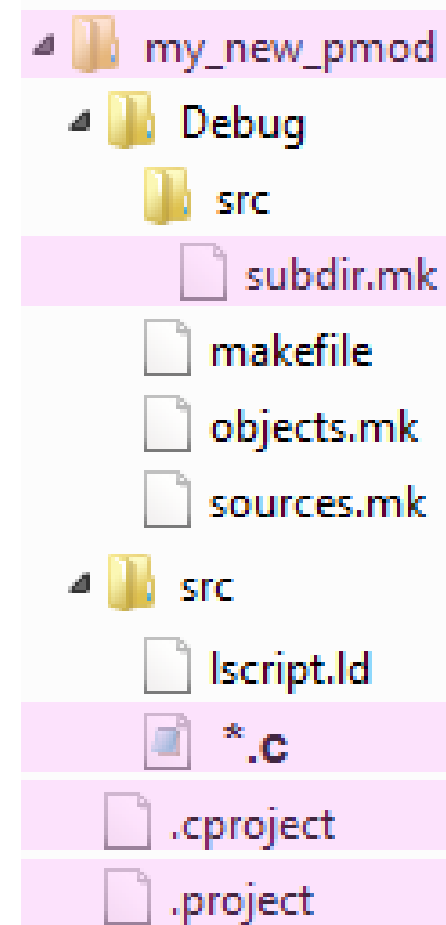 my_new_pmod
Debug
src
subdir.mk
makefile
objects.mk
sources.mk
src
lscript.ld
*.c
.cproject
.project